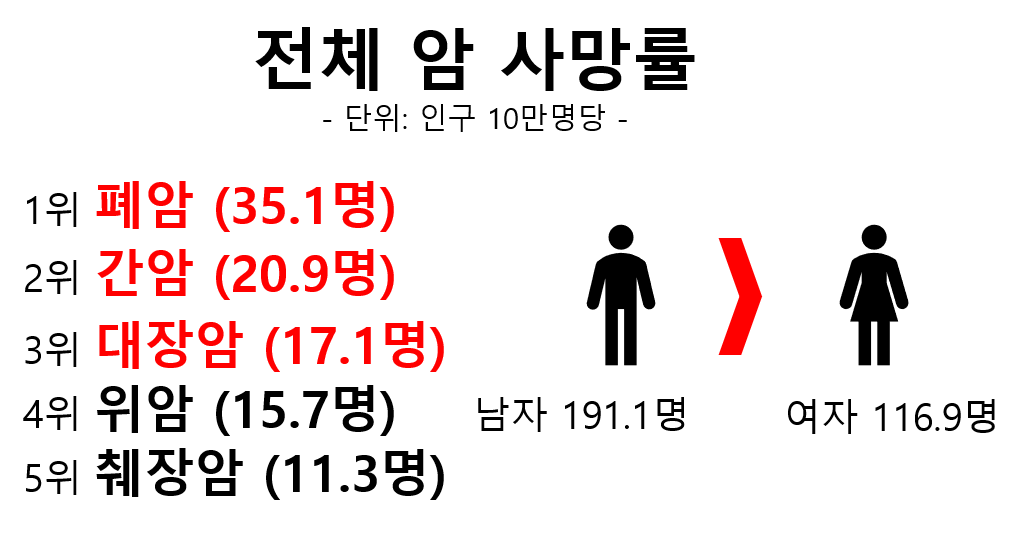 전체 암 사망률
- 단위: 인구 10만명당 -
1위 폐암 (35.1명)
2위 간암 (20.9명)
3위 대장암 (17.1명)
4위 위암 (15.7명)
5위 췌장암 (11.3명)
남자 191.1명
여자 116.9명